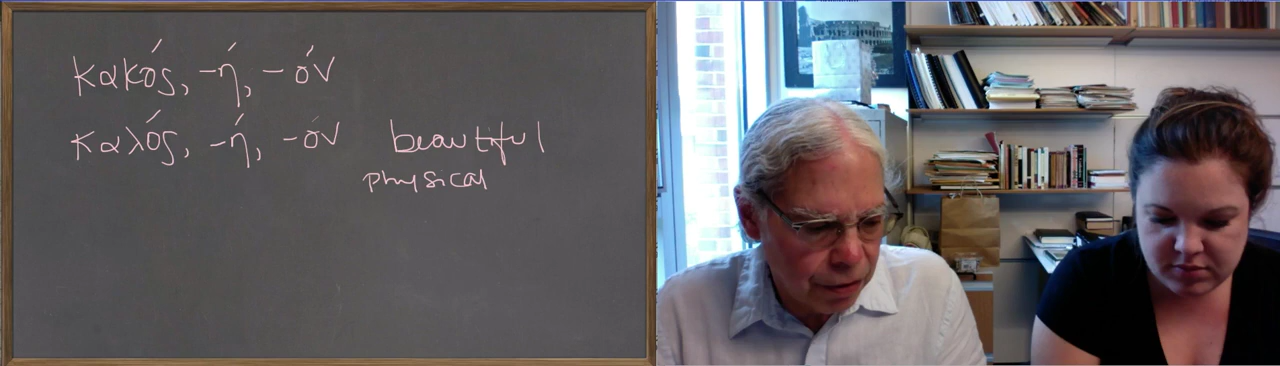 κακός, -ή, -όν
καλός, -ή, -όν beautiful
physical